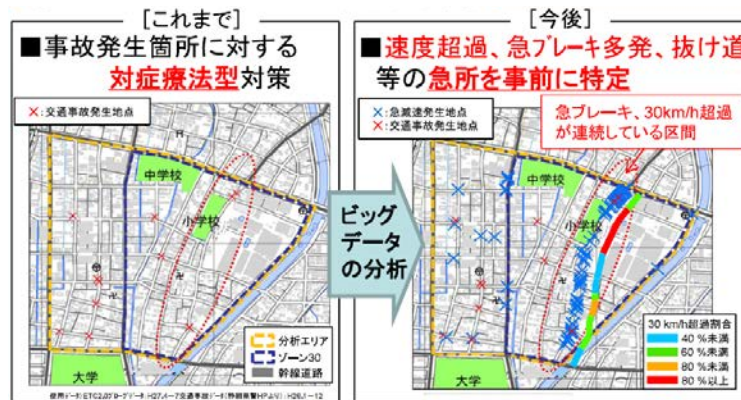 [これまで]
■事故発生箇所に対する
対症療法型対策
×:交通事故発生地点
中学校
小学校
大学
分析エリア
ゾーン30
幹線道路
ビッグ
データ
の分析
[今後]
■速度超過、急ブレーキ多発、抜け道
等の急所を事前に特定
×:急減速発生地点
×:交通事故発生地点
急ブレーキ、30km/h超過
が連続している区間
中学校
小学校
大学
30 km/h超過割合
40 %未満
60 %未満
80 %未満
80 %以上